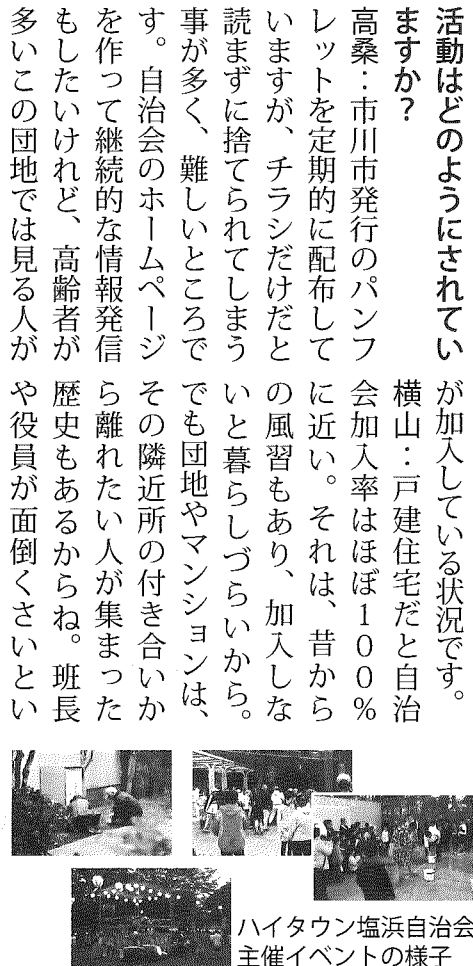 活動はどのようにされてい
ますか？
高桑：市川市発行のパンフ
レットを定期的に配布して
いますが、チラシだけだと
読まずに捨てられてしまう
事が多く、難しいところで
す。自治会のホームページ
を作って継続的な情報発信
もしたいけれど、高齢者が
多いこの団地では見る人が
が加入している状況です。
横山：戸建住宅だと自治
会加入率はほぼ１００％
に近い。それは、昔から
の風習もあり、加入しな
いと暮らしづらいから。
でも団地やマンションは、
その隣近所の付き合いか
ら離れたい人が集まった
歴史もあるからね。班長
や役員が面倒くさいとい
ハイタウン塩浜自治会
主催イベントの様子